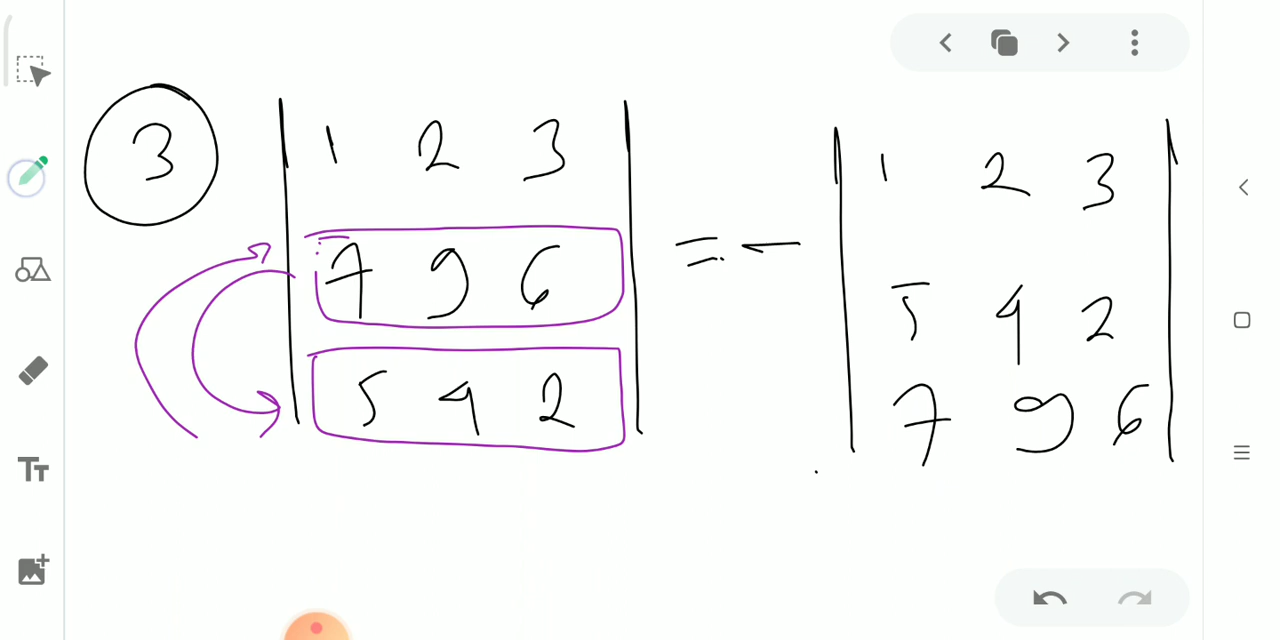 3
| 1 2 3 | = - | 1 2 3 |
| 7 9 6 | | 5 4 2 |
| 5 4 2 | | 7 9 6 |
Tт